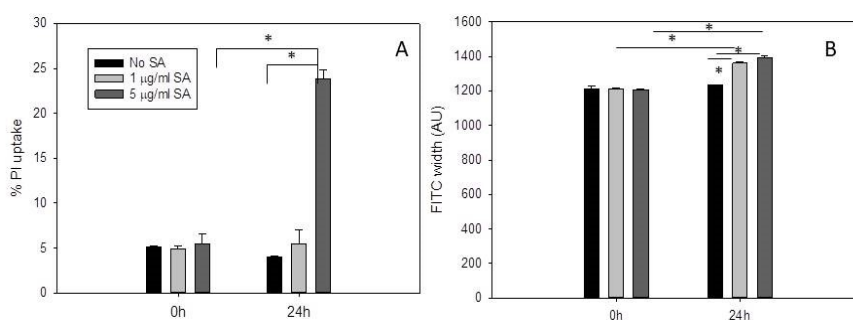 A
% PI uptake
30
25
20
15
10
5
0
No SA
1 µg/ml SA
5 µg/ml SA
*
*
0h
24h
B
FITC width (AU)
1600
1400
1200
1000
800
600
400
200
0
*
*
*
*
0h
24h